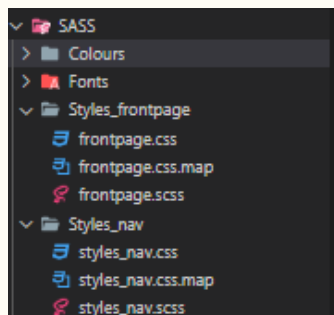 SASS
Colours
Fonts
Styles_frontpage
frontpage.css
frontpage.css.map
frontpage.scss
Styles_nav
styles_nav.css
styles_nav.css.map
styles_nav.scss